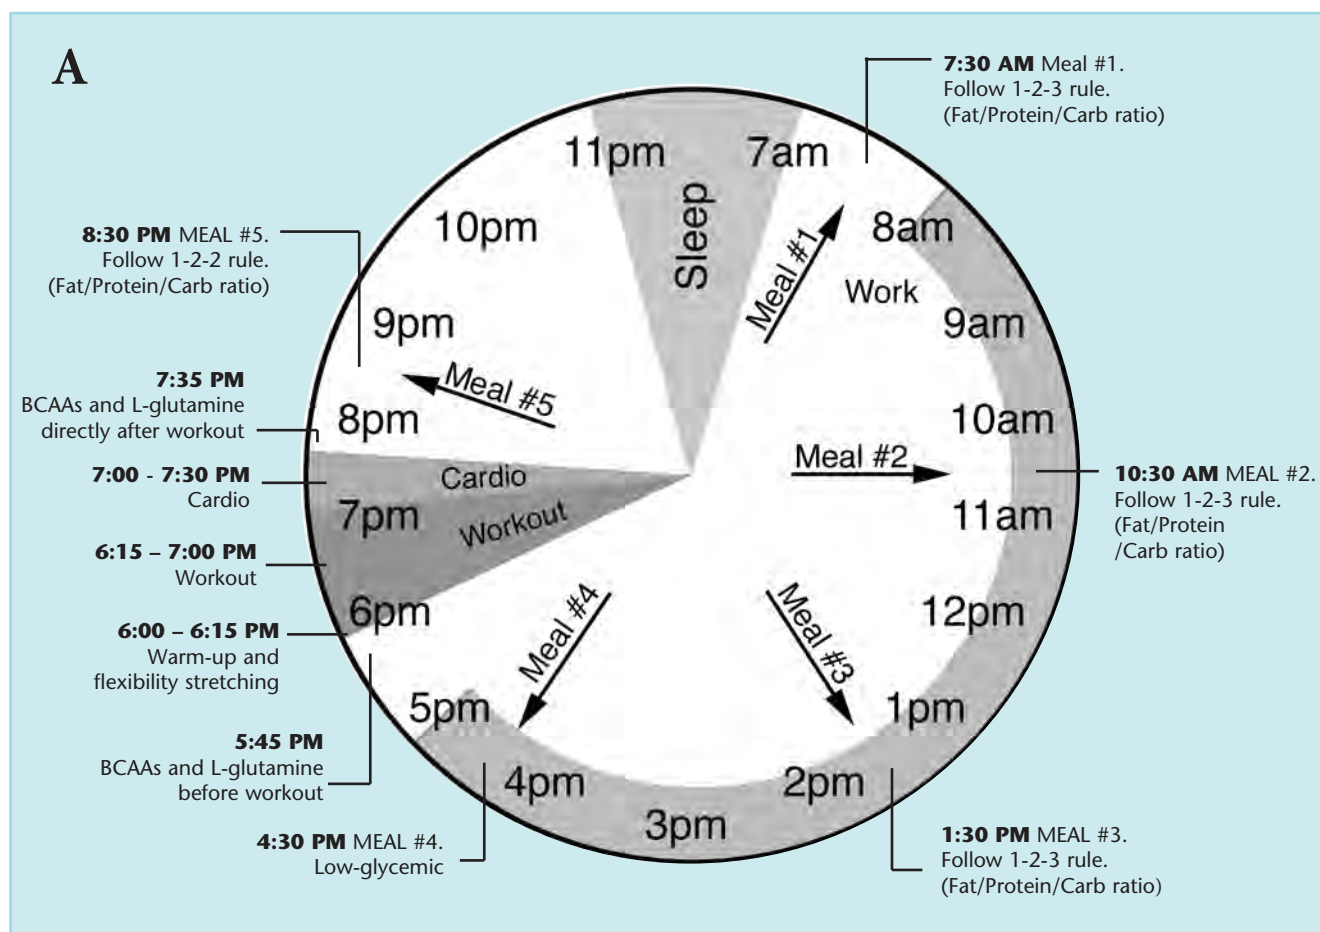 A
7:30 AM Meal #1.
Follow 1-2-3 rule.
(Fat/Protein/Carb ratio)
11pm
7am
Sleep
10pm
8am
Meal #1
Work
8:30 PM MEAL #5.
Follow 1-2-2 rule.
(Fat/Protein/Carb ratio)
9pm
9am
7:35 PM
BCAAs and L-glutamine
directly after workout
Meal #5
8pm
10am
Meal #2
10:30 AM MEAL #2.
Follow 1-2-3 rule.
(Fat/Protein
/Carb ratio)
7:00 - 7:30 PM
Cardio
Cardio
7pm
Workout
11am
6:15 – 7:00 PM
Workout
6pm
12pm
6:00 – 6:15 PM
Warm-up and
flexibility stretching
Meal #4
Meal #3
5pm
1pm
5:45 PM
BCAAs and L-glutamine
before workout
4pm
2pm
3pm
4:30 PM MEAL #4.
Low-glycemic
1:30 PM MEAL #3.
Follow 1-2-3 rule.
(Fat/Protein/Carb ratio)